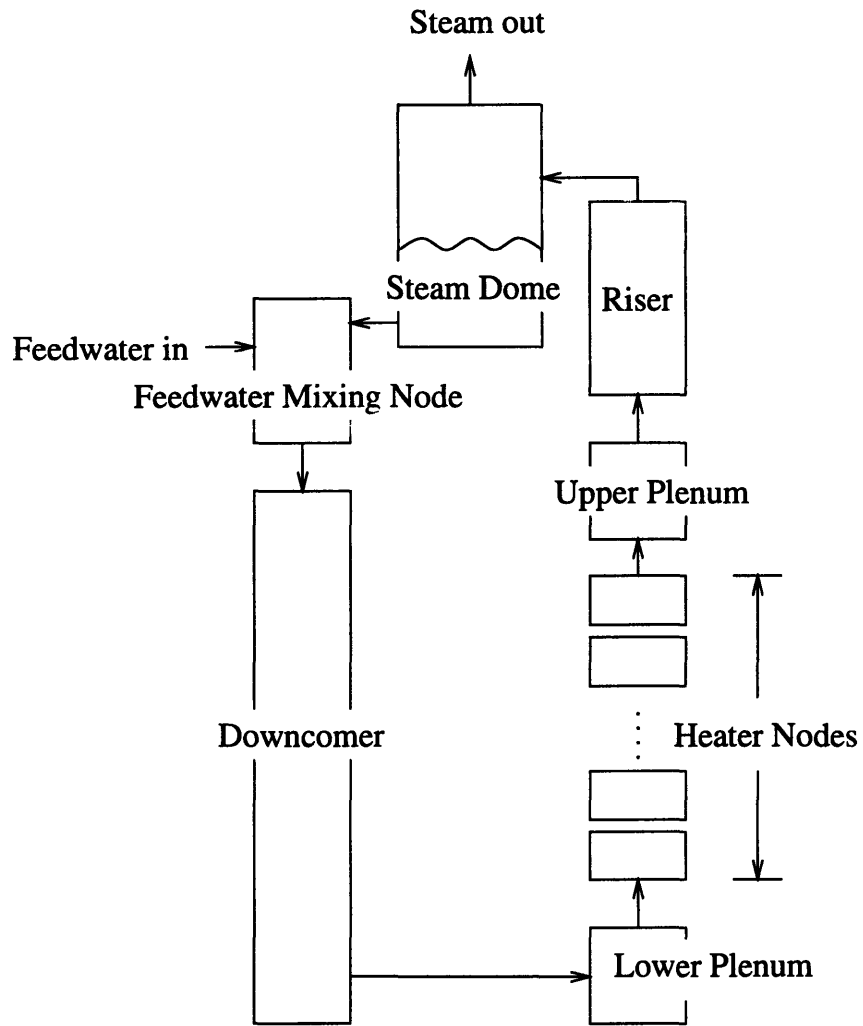 Steam out
Steam Dome
Riser
Feedwater in
Feedwater Mixing Node
Upper Plenum
Downcomer
Heater Nodes
Lower Plenum